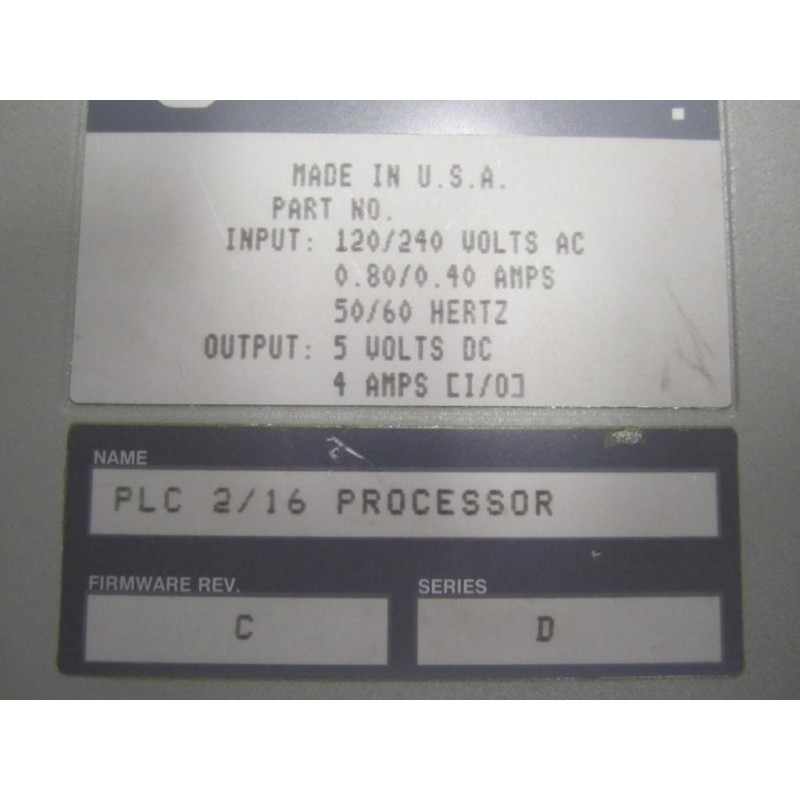 MADE IN U.S.A.
PART NO.
INPUT: 120/240 VOLTS AC
0.80/0.40 AMPS
50/60 HERTZ
OUTPUT: 5 VOLTS DC
4 AMPS [I/O]
NAME
PLC 2/16 PROCESSOR
FIRMWARE REV. SERIES
C D